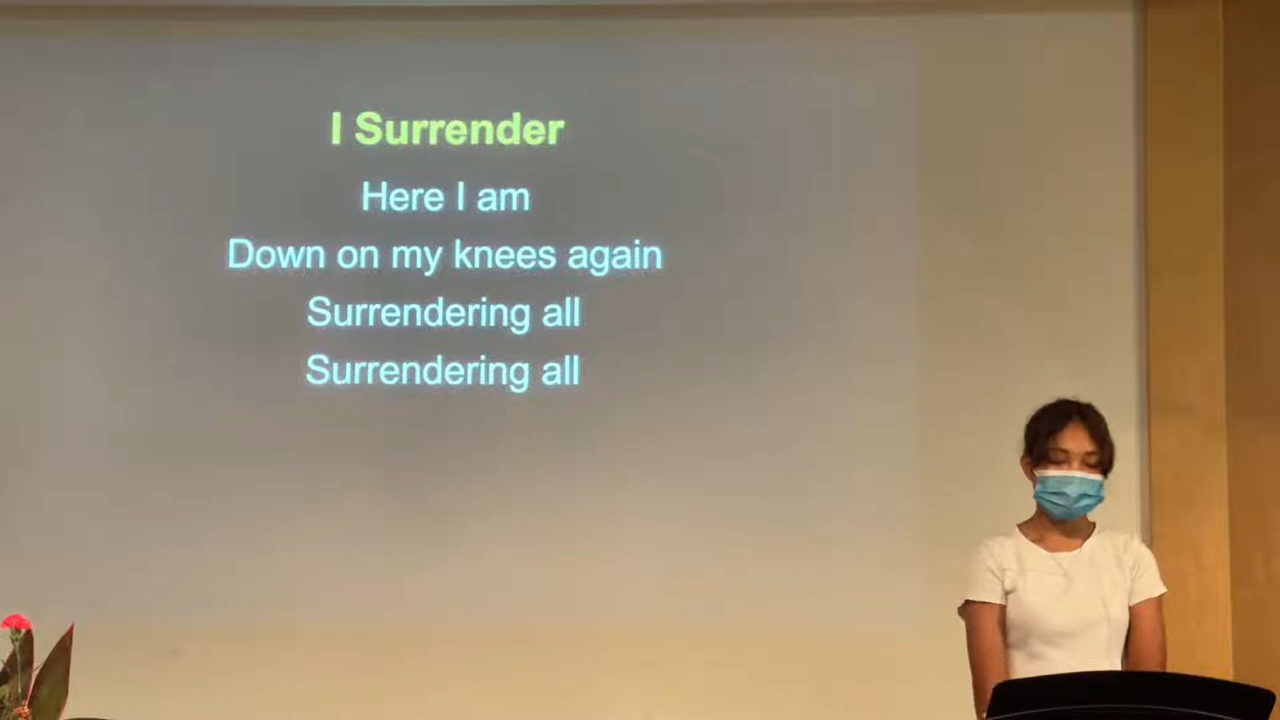 I Surrender
Here I am
Down on my knees again
Surrendering all
Surrendering all